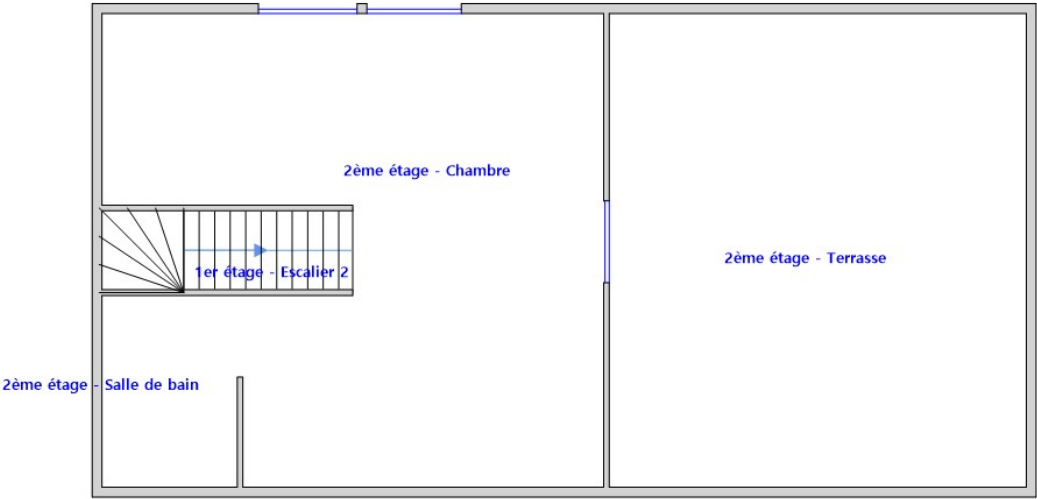 2ème étage - Chambre
2ème étage - Terrasse
1er étage - Escalier 2
2ème étage - Salle de bain